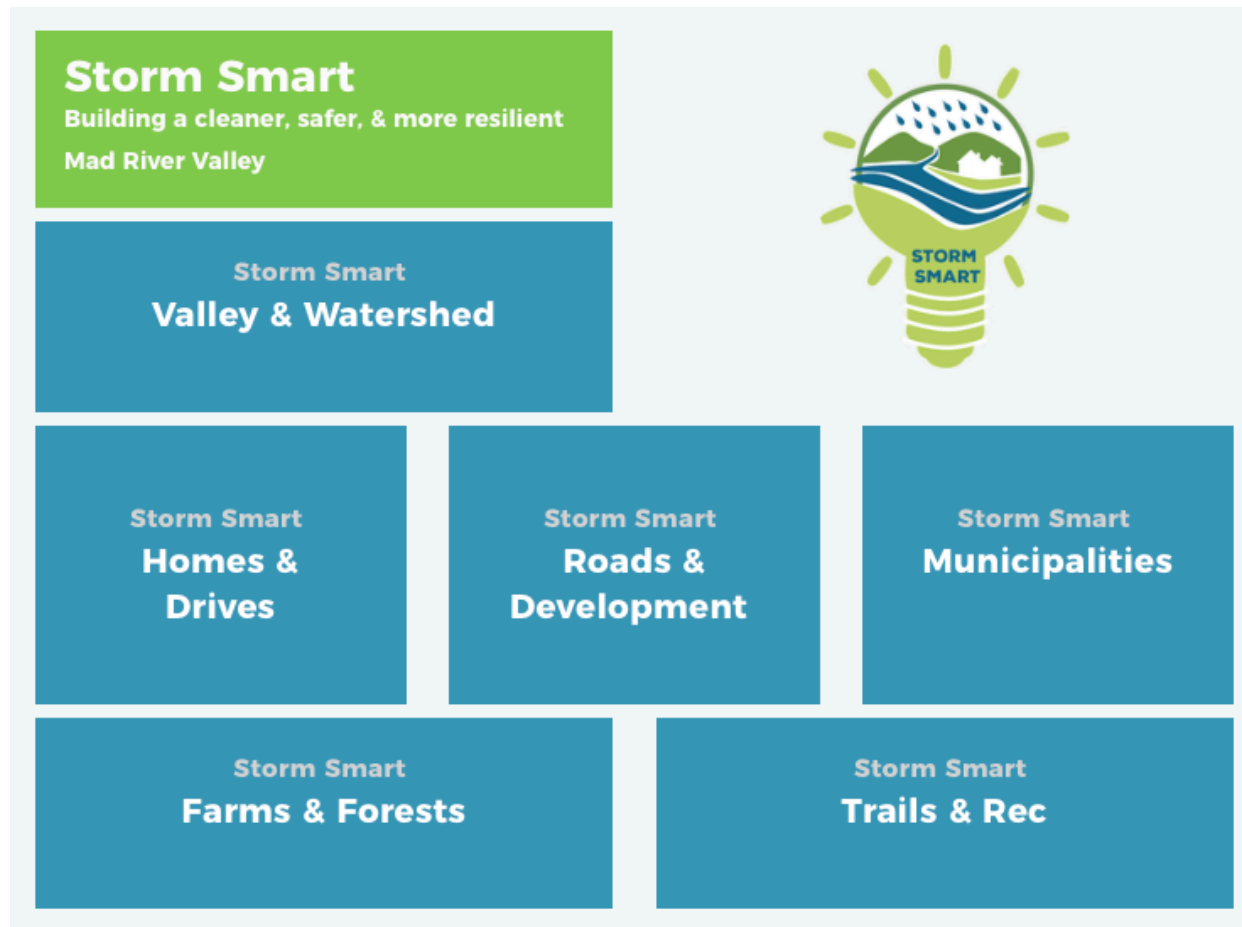 Storm Smart
Building a cleaner, safer, & more resilient
Mad River Valley
STORM
SMART
Storm Smart
Valley & Watershed
Storm Smart
Homes &
Drives
Storm Smart
Roads &
Development
Storm Smart
Municipalities
Storm Smart
Farms & Forests
Storm Smart
Trails & Rec